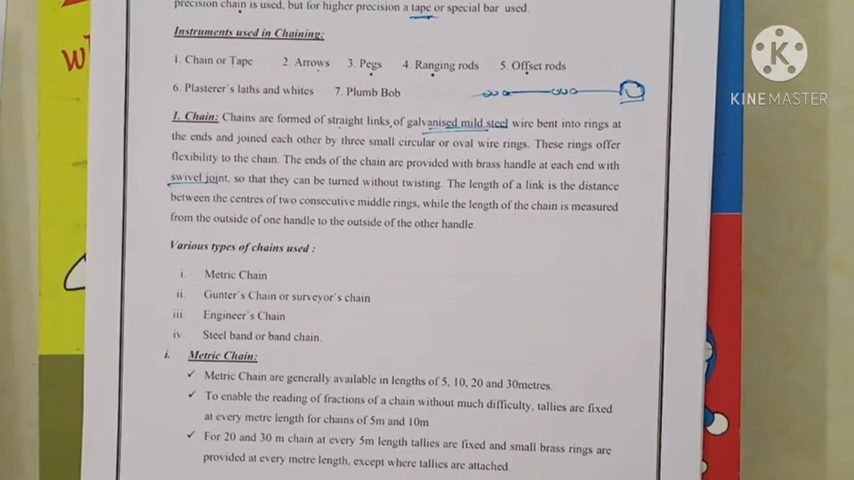 precision chain is used, but for higher precision a tape or special bar used.
Instruments used in Chaining:
1. Chain or Tape 2. Arrows 3. Pegs 4. Ranging rods 5. Offset rods
6. Plasterer's laths and whites 7. Plumb Bob
KINEMASTER
1. Chain: Chains are formed of straight links of galvanised mild steel wire bent into rings at
the ends and joined each other by three small circular or oval wire rings. These rings offer
flexibility to the chain. The ends of the chain are provided with brass handle at each end with
swivel joint, so that they can be turned without twisting. The length of a link is the distance
between the centres of two consecutive middle rings, while the length of the chain is measured
from the outside of one handle to the outside of the other handle.
Various types of chains used :
i. Metric Chain
ii. Gunter's Chain or surveyor's chain
iii. Engineer's Chain
iv. Steel band or band chain.
i. Metric Chain:
✓ Metric Chain are generally available in lengths of 5, 10, 20 and 30metres.
✓ To enable the reading of fractions of a chain without much difficulty, tallies are fixed
at every metre length for chains of 5m and 10m
✓ For 20 and 30 m chain at every 5m length tallies are fixed and small brass rings are
provided at every metre length, except where tallies are attached.